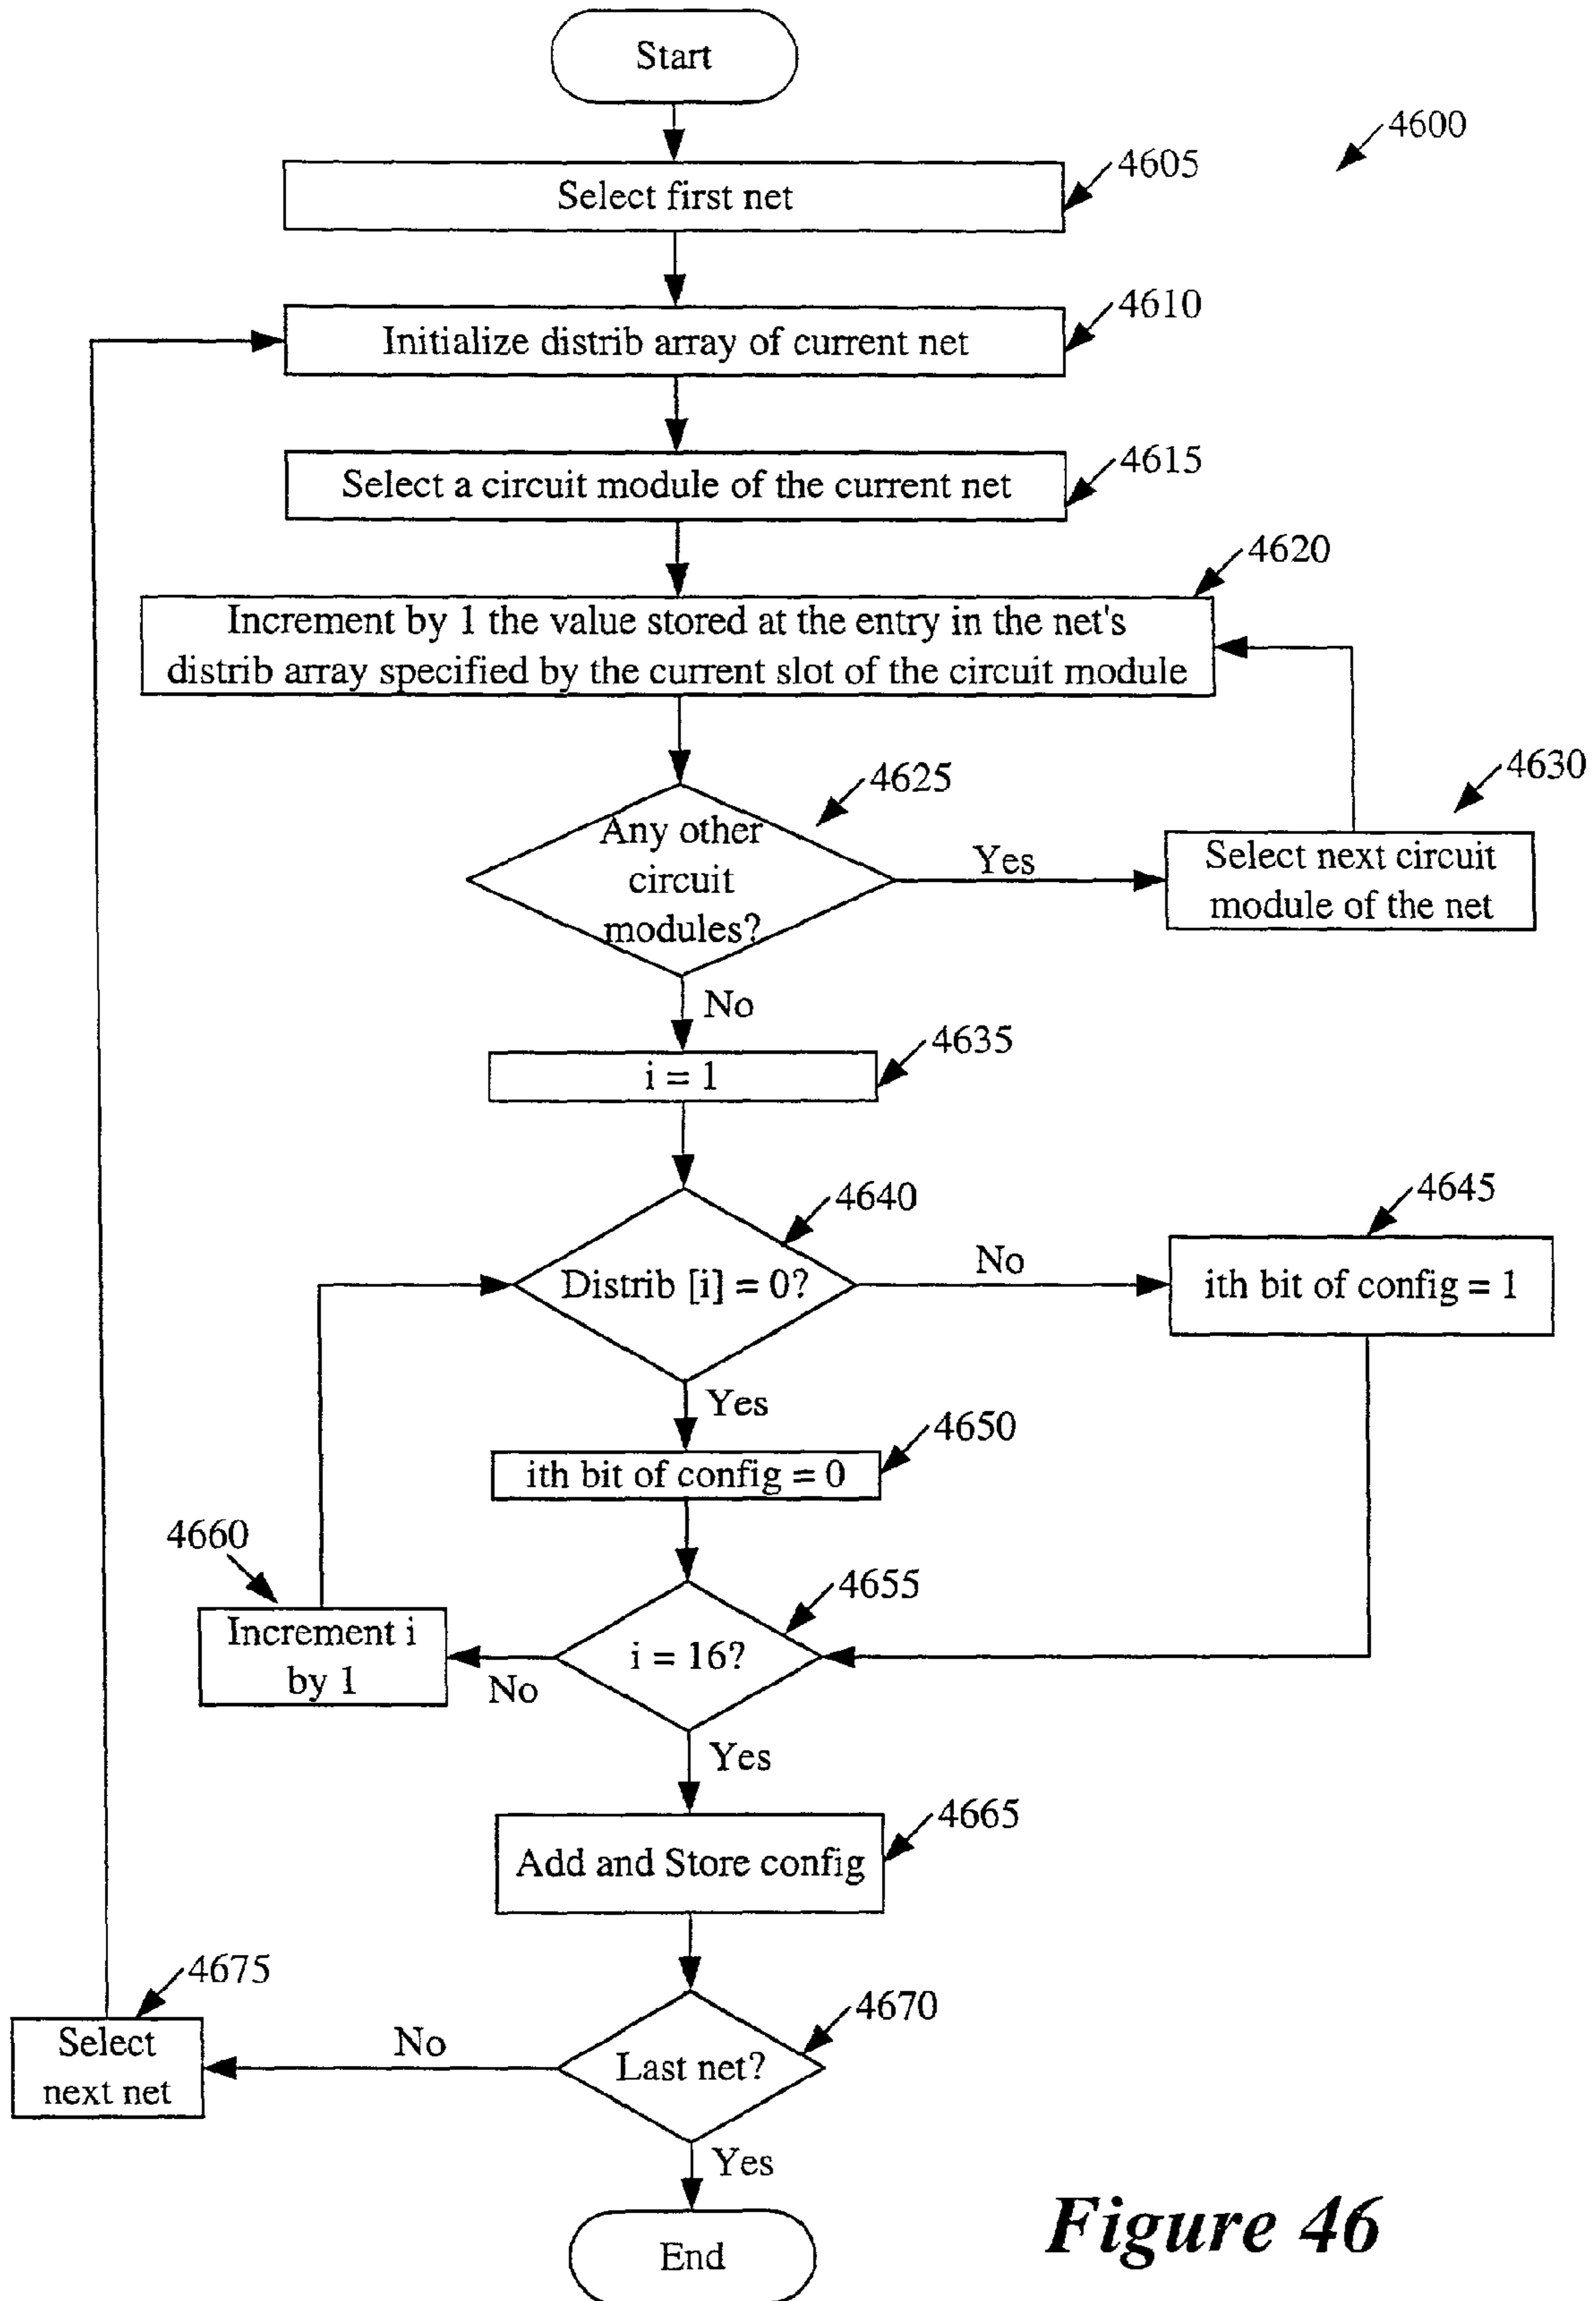 Start
4600
4605
Select first net
4610
Initialize distrib array of current net
4615
Select a circuit module of the current net
4620
Increment by 1 the value stored at the entry in the net's
distrib array specified by the current slot of the circuit module
4625
4630
Any other
circuit
modules?
Yes
Select next circuit
module of the net
No
4635
i = 1
4640
4645
Distrib [i] = 0?
No
ith bit of config = 1
Yes
4650
ith bit of config = 0
4660
4655
Increment i
by 1
No
i = 16?
Yes
4665
Add and Store config
4675
4670
Select
next net
No
Last net?
Yes
End
Figure 46